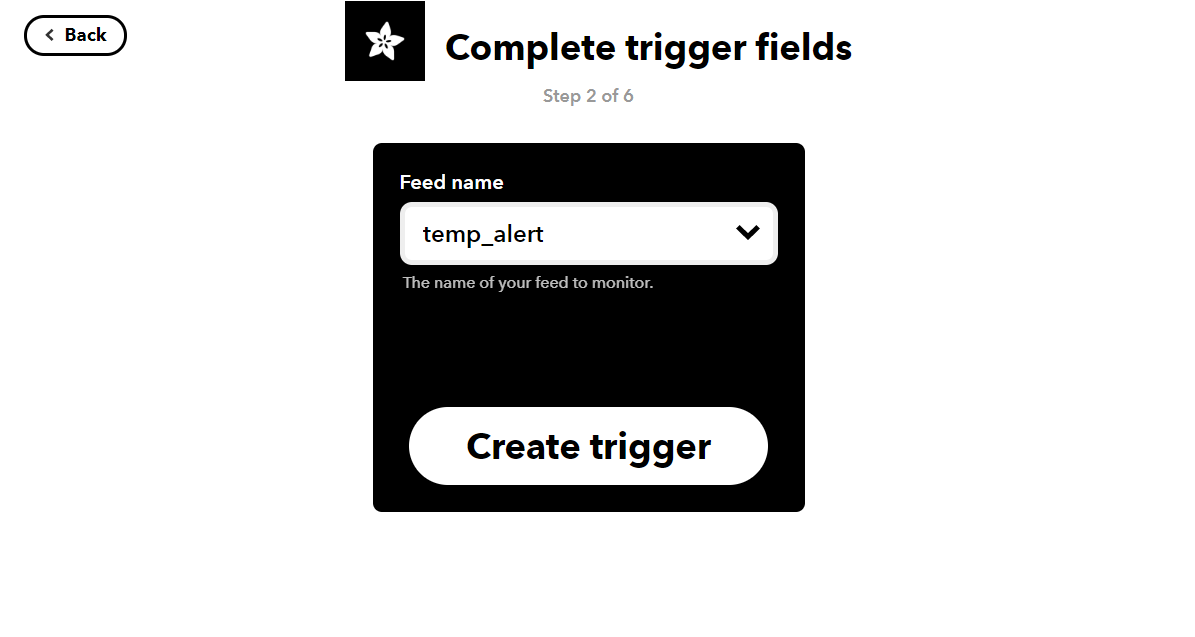 Back
Complete trigger fields
Step 2 of 6
Feed name
temp_alert
The name of your feed to monitor.
Create trigger